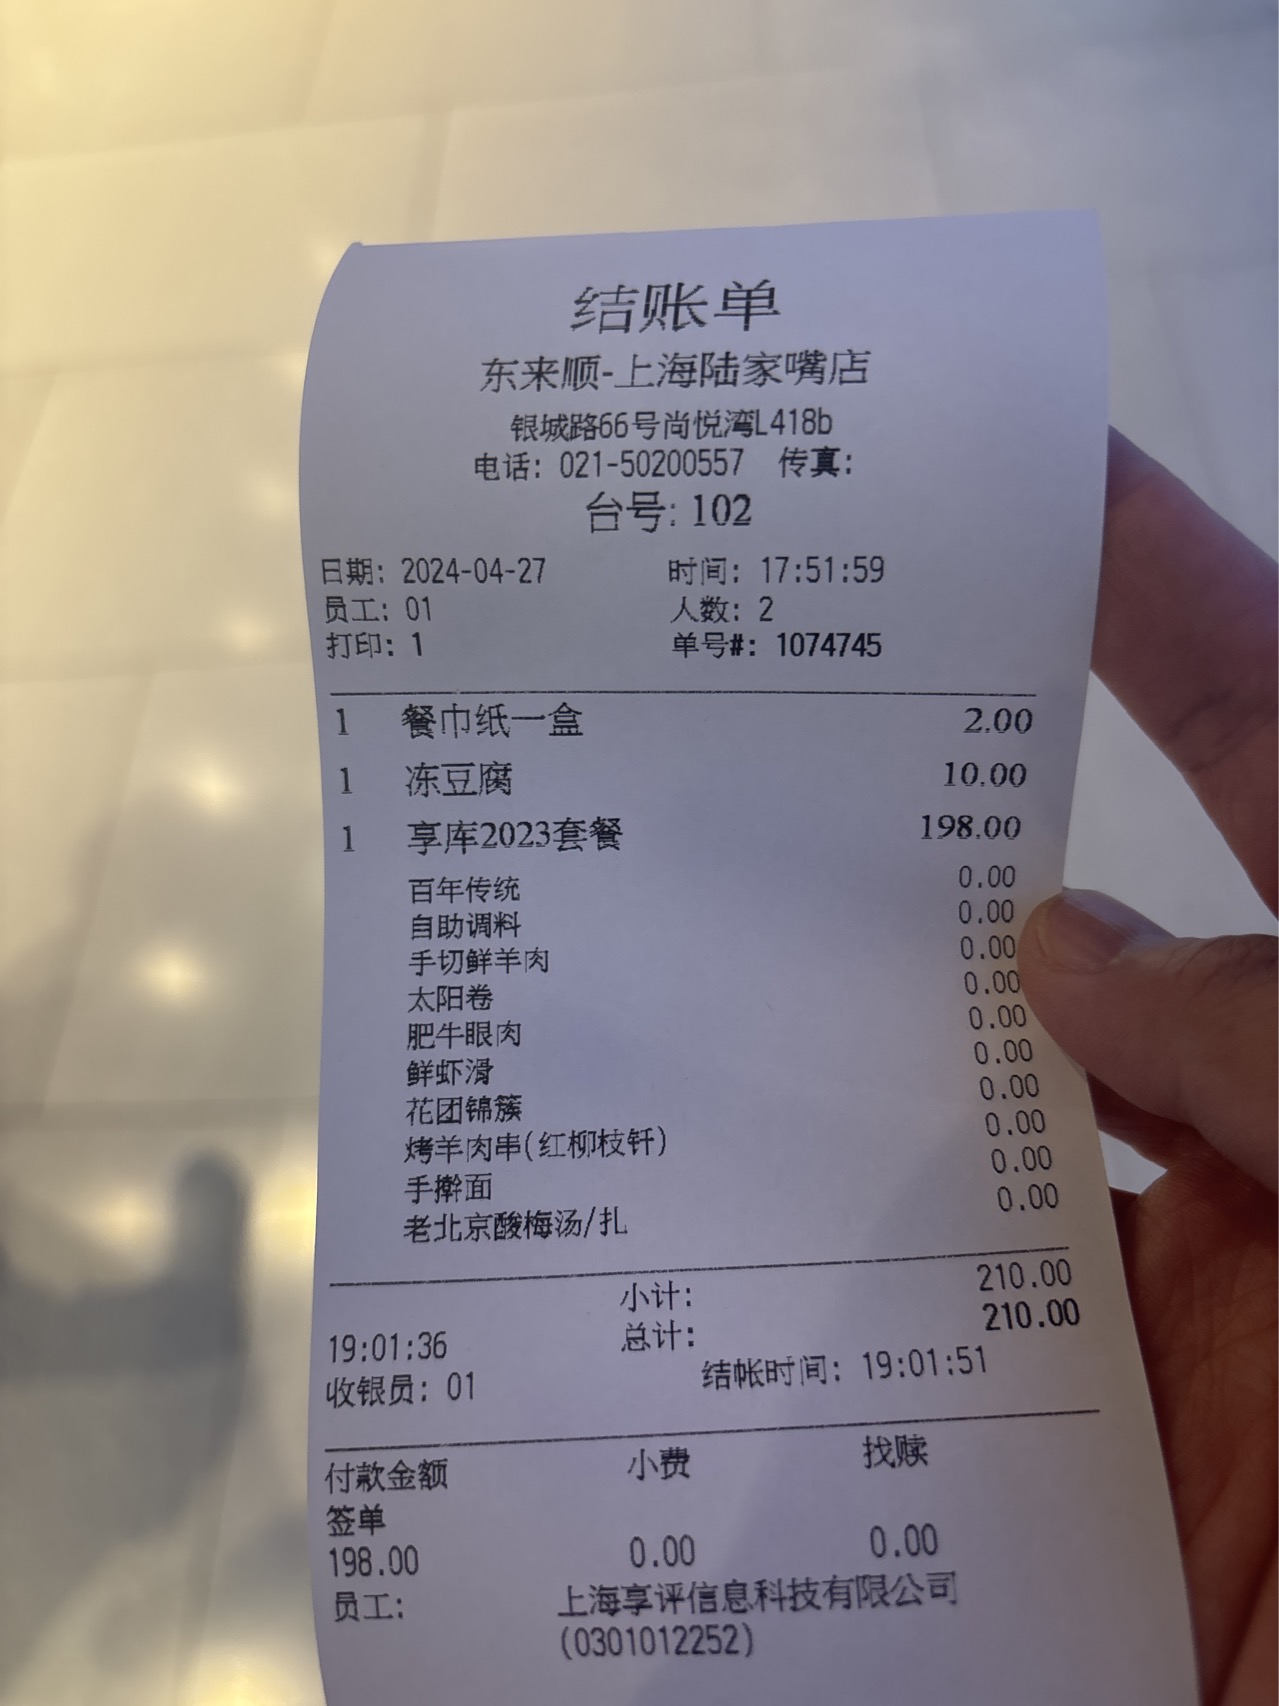 结账单
东来顺-上海陆家嘴店
银城路66号尚悦湾L418b
电话: 021-50200557 传真:
台号: 102
日期: 2024-04-27 时间: 17:51:59
员工: 01 人数: 2
打印: 1 单号#: 1074745
1 餐巾纸一盒 2.00
1 冻豆腐 10.00
1 享库2023套餐 198.00
百年传统 0.00
自助调料 0.00
手切鲜羊肉 0.00
太阳卷 0.00
肥牛眼肉 0.00
鲜虾滑 0.00
花团锦簇 0.00
烤羊肉串(红柳枝钎) 0.00
手擀面 0.00
老北京酸梅汤/扎 0.00
小计: 210.00
19:01:36 总计: 210.00
收银员: 01 结帐时间: 19:01:51
付款金额 小费 找赎
签单
198.00 0.00 0.00
员工: 上海享评信息科技有限公司
(0301012252)